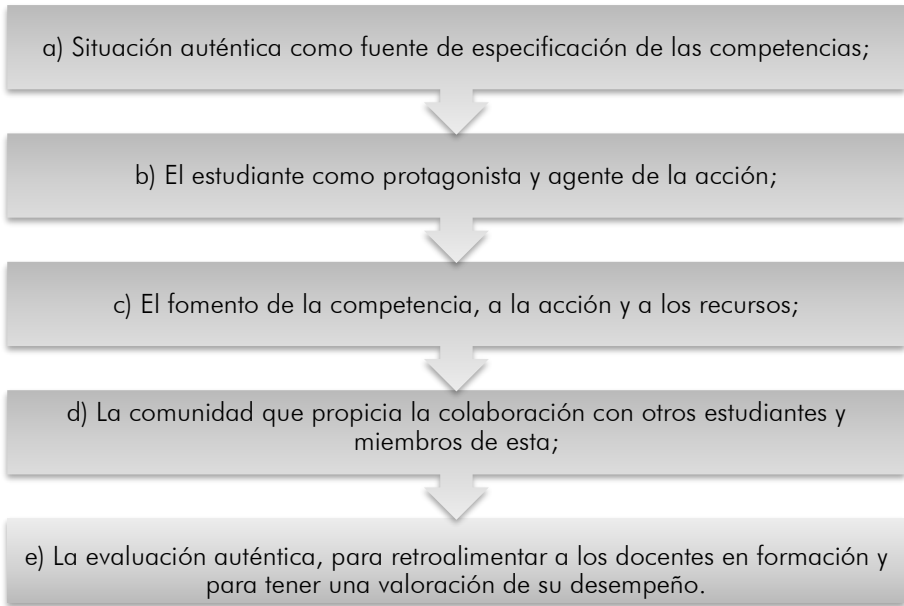 a) Situación auténtica como fuente de especificación de las competencias;
b) El estudiante como protagonista y agente de la acción;
c) El fomento de la competencia, a la acción y a los recursos;
d) La comunidad que propicia la colaboración con otros estudiantes y
miembros de esta;
e) La evaluación auténtica, para retroalimentar a los docentes en formación y
para tener una valoración de su desempeño.